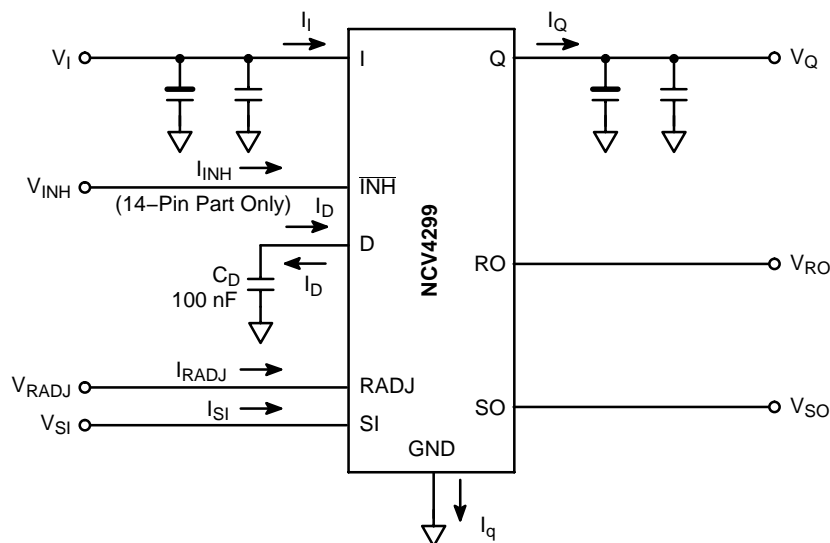 I_I
I_Q
V_I
I
Q
V_Q
I_INH
V_INH
INH
(14–Pin Part Only)
I_D
D
I_D
C_D
100 nF
NCV4299
RO
V_RO
I_RADJ
V_RADJ
RADJ
I_SI
V_SI
SI
SO
V_SO
GND
I_q